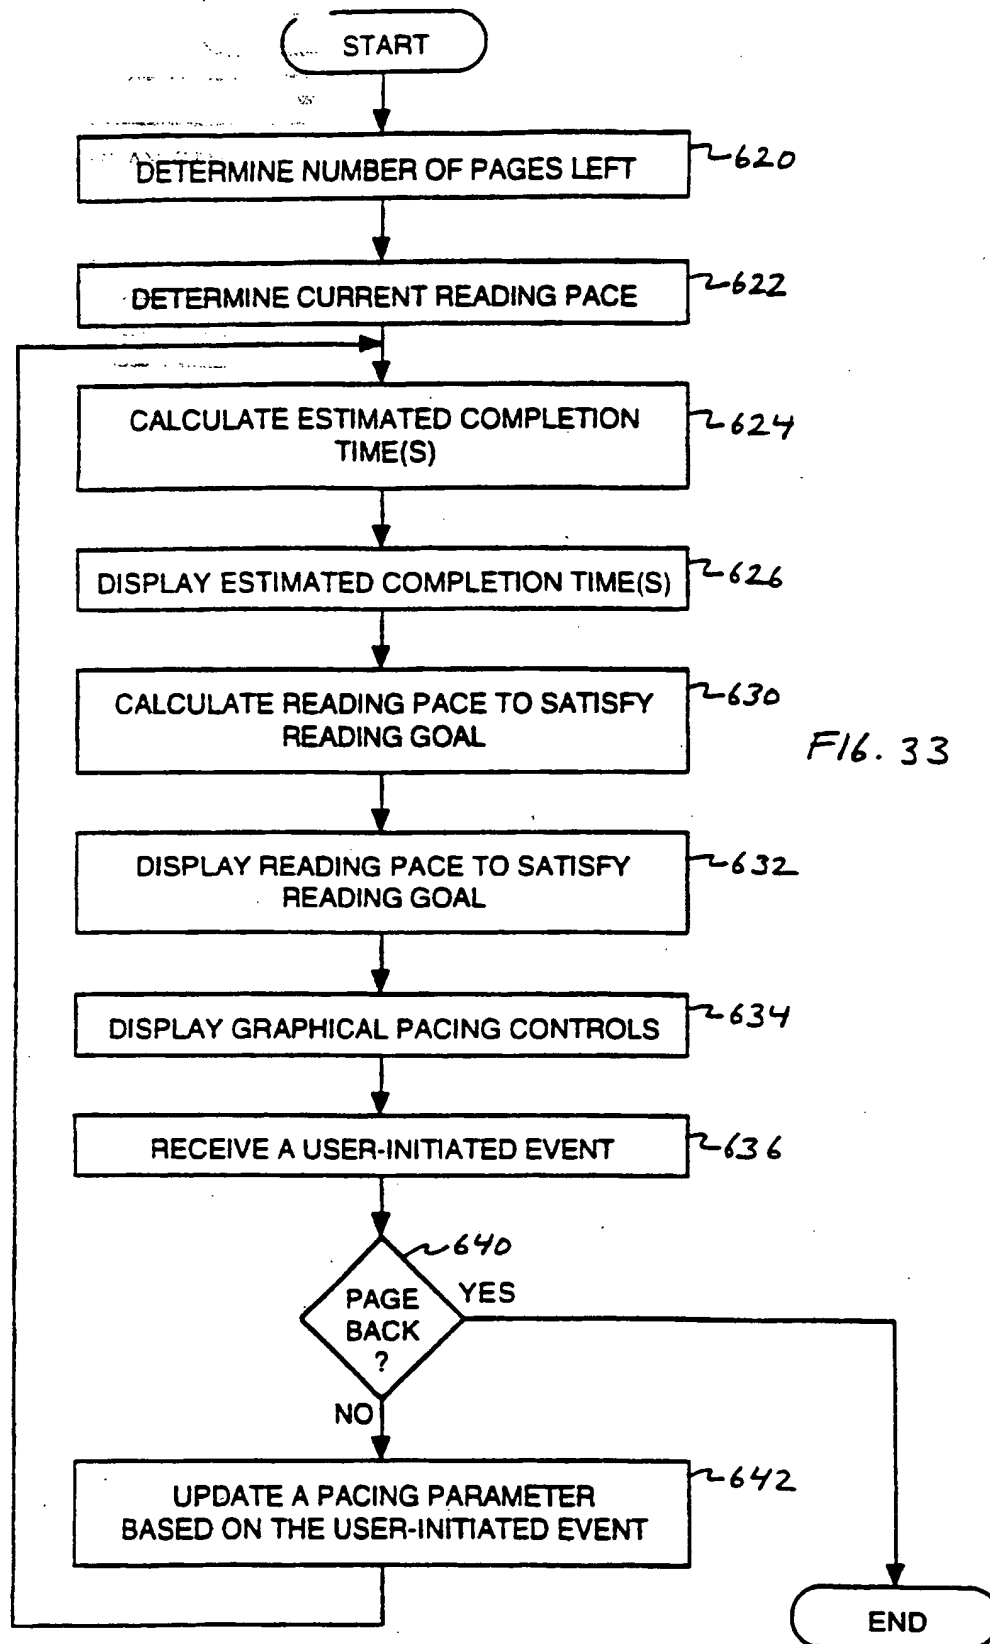 START
DETERMINE NUMBER OF PAGES LEFT
620
DETERMINE CURRENT READING PACE
622
CALCULATE ESTIMATED COMPLETION
TIME(S)
624
DISPLAY ESTIMATED COMPLETION TIME(S)
626
CALCULATE READING PACE TO SATISFY
READING GOAL
630
FIG. 33
DISPLAY READING PACE TO SATISFY
READING GOAL
632
DISPLAY GRAPHICAL PACING CONTROLS
634
RECEIVE A USER-INITIATED EVENT
636
640
PAGE
BACK
?
YES
NO
UPDATE A PACING PARAMETER
BASED ON THE USER-INITIATED EVENT
642
END